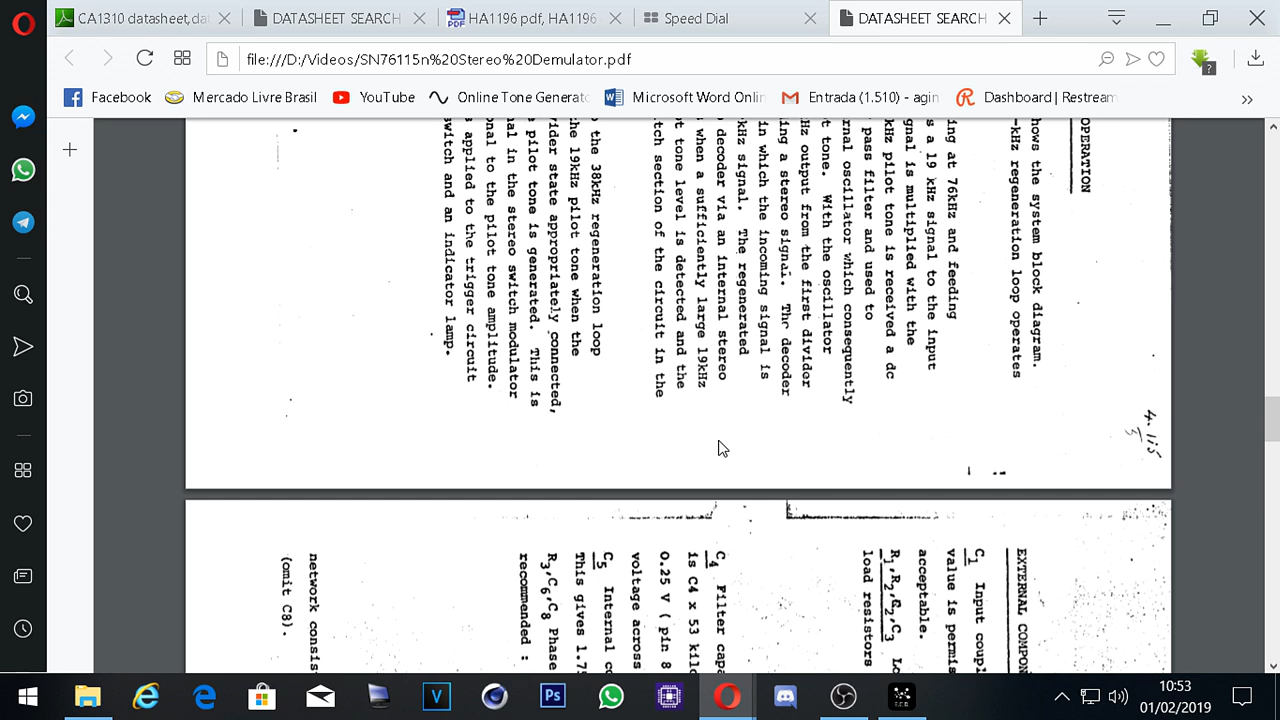 CA1310 datasheet,da
DATASHEET SEARCH
HA1196 pdf, HA1196
Speed Dial
DATASHEET SEARCH
file:///D:/Videos/SN76115n%20Stereo%20Demulator.pdf
Facebook
Mercado Livre Brasil
YouTube
Online Tone Generato
Microsoft Word Onlin
Entrada (1.510) - agin
Dashboard | Restream
OPERATION
hows the system block diagram.
-kHz regeneration loop operates
ing at 76kHz and feeding
s a 19 kHz signal to the input
gnal is multiplied with the
kHz pilot tone is received a dc
pass filter and used to
rnal oscillator which consequently
t tone. With the oscillator
Hz output from the first divider
ing a stereo signal. The decoder
in which the incoming signal is
kHz signal. The regenerated
decoder via an internal stereo
s when a sufficiently large 19kHz
ot tone level is detected and the
tch section of the circuit in the
o the 38kHz regeneration loop
he 19kHz pilot tone when the
vider state appropriately connected,
e pilot tone is generated. This is
nal in the stereo switch modulator
onal to the pilot tone amplitude.
s applied to the trigger circuit
switch and an indicator lamp.
EXTERNAL COMPON
C1 Input coup
value is permis
acceptable.
R1,R2,C2,C3 Lo
load resistors
C4 Filter capa
is C4 x 53 kilo
0.25 V ( pin 8
voltage across
C5 Internal co
This gives 1.75
R3,C6,C8 Phase
recommended :
network consis
(omit C8).
10:53
01/02/2019